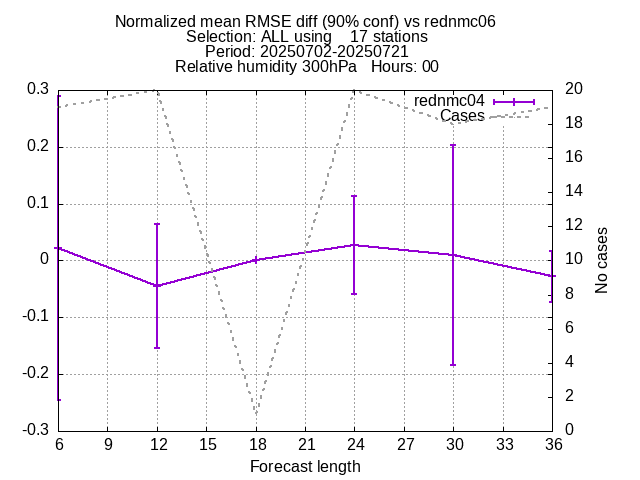 Normalized mean RMSE diff (90% conf) vs rednmc06
Selection: ALL using    17 stations
Period: 20250702-20250721
Relative humidity 300hPa   Hours: 00
rednmc04
Cases
0.3
0.2
0.1
0
-0.1
-0.2
-0.3
20
18
16
14
12
10
8
6
4
2
0
No cases
6 9 12 15 18 21 24 27 30 33 36
Forecast length